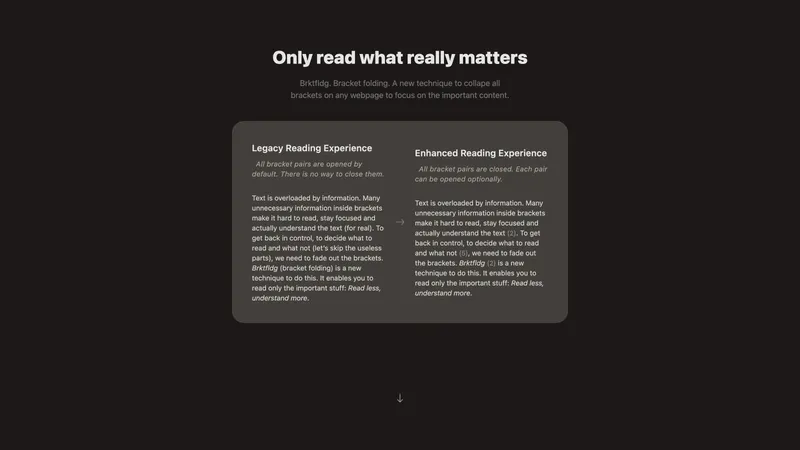 Only read what really matters
Brktfldg. Bracket folding. A new technique to collape all
brackets on any webpage to focus on the important content.
Legacy Reading Experience
All bracket pairs are opened by
default. There is no way to close them.
Text is overloaded by information. Many
unnecessary information inside brackets
make it hard to read, stay focused and
actually understand the text (for real). To
get back in control, to decide what to
read and what not (let's skip the useless
parts), we need to fade out the brackets.
Brktfldg (bracket folding) is a new
technique to do this. It enables you to
read only the important stuff: Read less,
understand more.
→
Enhanced Reading Experience
All bracket pairs are closed. Each pair
can be opened optionally.
Text is overloaded by information. Many
unnecessary information inside brackets
make it hard to read, stay focused and
actually understand the text (2). To get
back in control, to decide what to read
and what not (5), we need to fade out
the brackets. Brktfldg (2) is a new
technique to do this. It enables you to
read only the important stuff: Read less,
understand more.
↓